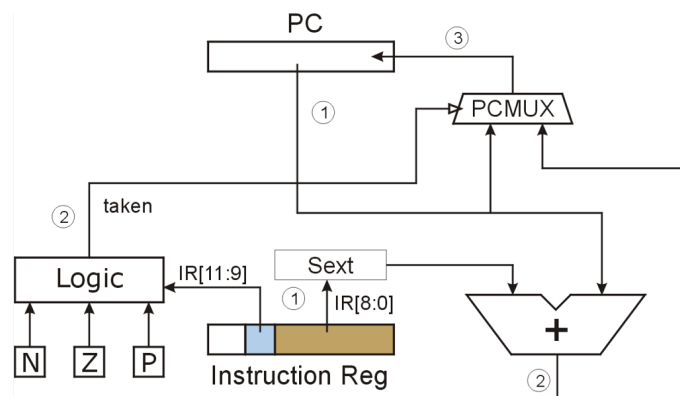 PC
③
①
PCMUX
②
taken
Logic
IR[11:9]
Sext
①
IR[8:0]
+
N Z P
Instruction Reg
②